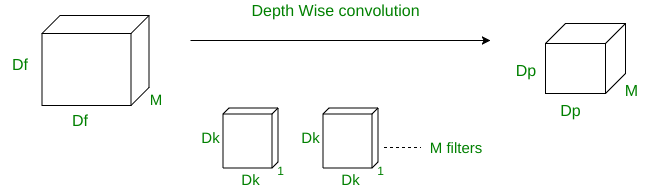 Depth Wise convolution
Df
M
Df
Dp
M
Dp
Dk
1
Dk
Dk
1
Dk
M filters